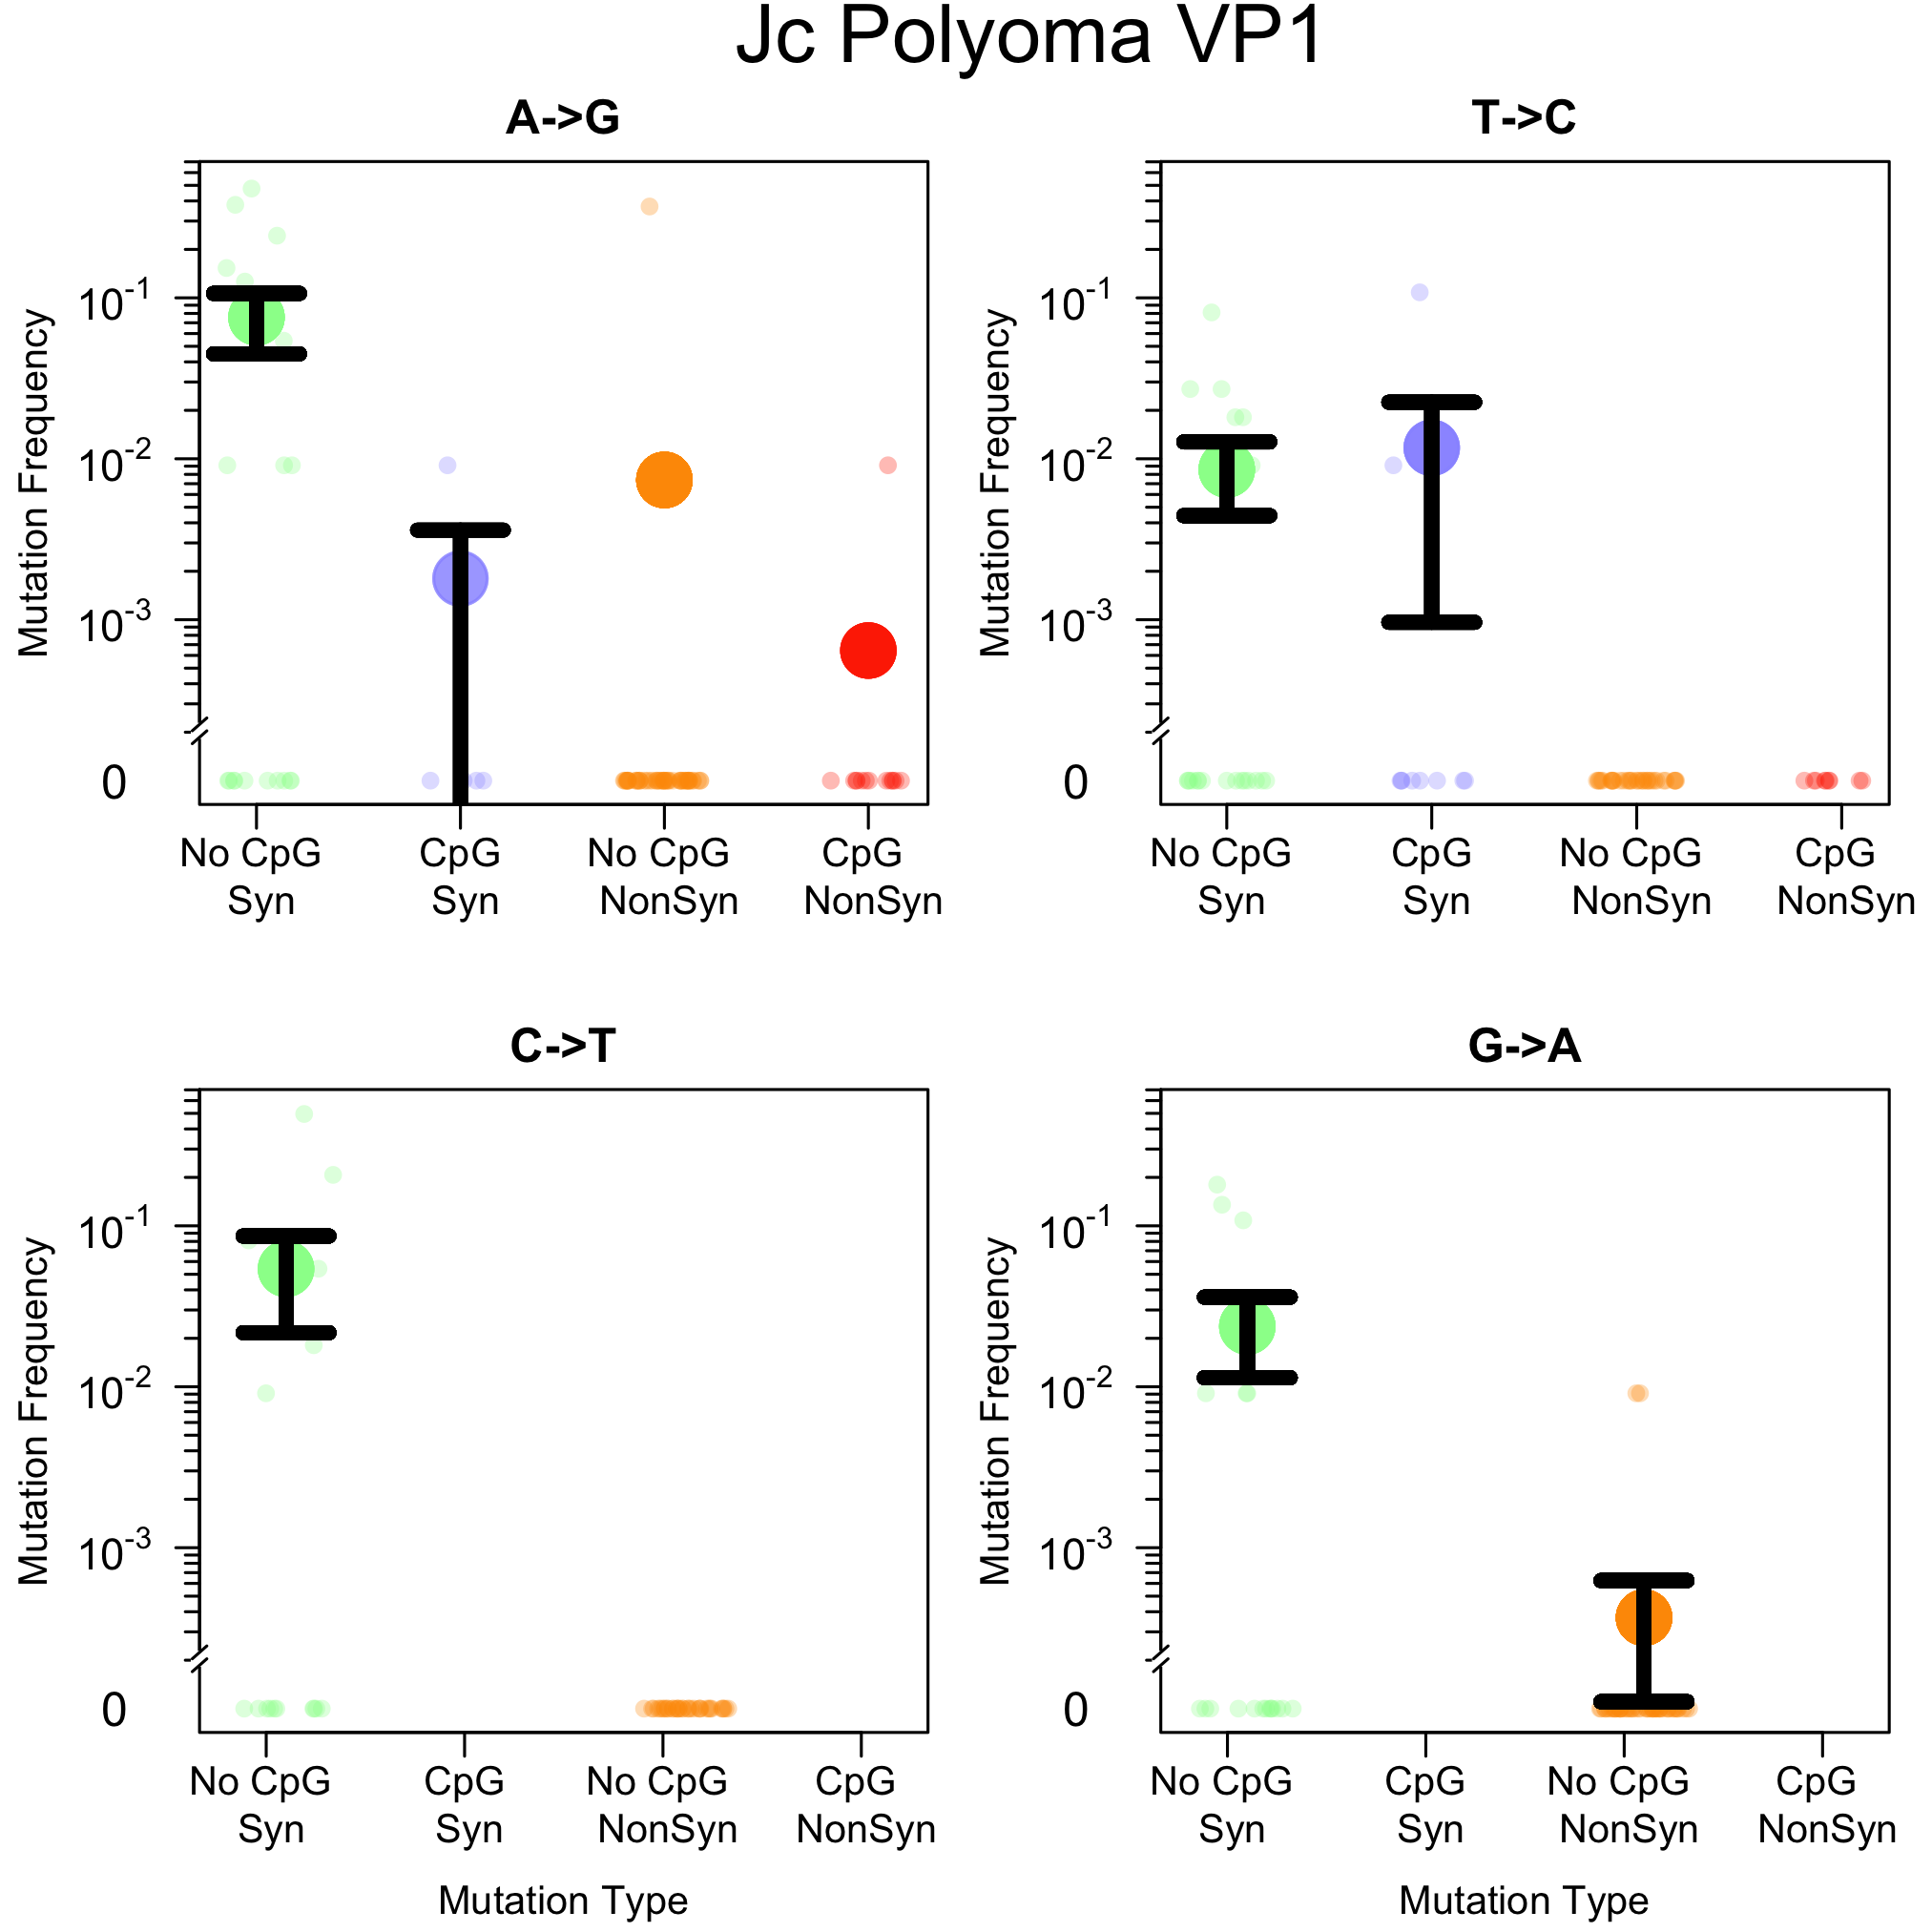 Jc Polyoma VP1
A->G
Mutation Frequency
10-1
10-2
10-3
0
No CpG CpG No CpG CpG
Syn Syn NonSyn NonSyn
T->C
Mutation Frequency
10-1
10-2
10-3
0
No CpG CpG No CpG CpG
Syn Syn NonSyn NonSyn
C->T
Mutation Frequency
10-1
10-2
10-3
0
No CpG CpG No CpG CpG
Syn Syn NonSyn NonSyn
Mutation Type
G->A
Mutation Frequency
10-1
10-2
10-3
0
No CpG CpG No CpG CpG
Syn Syn NonSyn NonSyn
Mutation Type